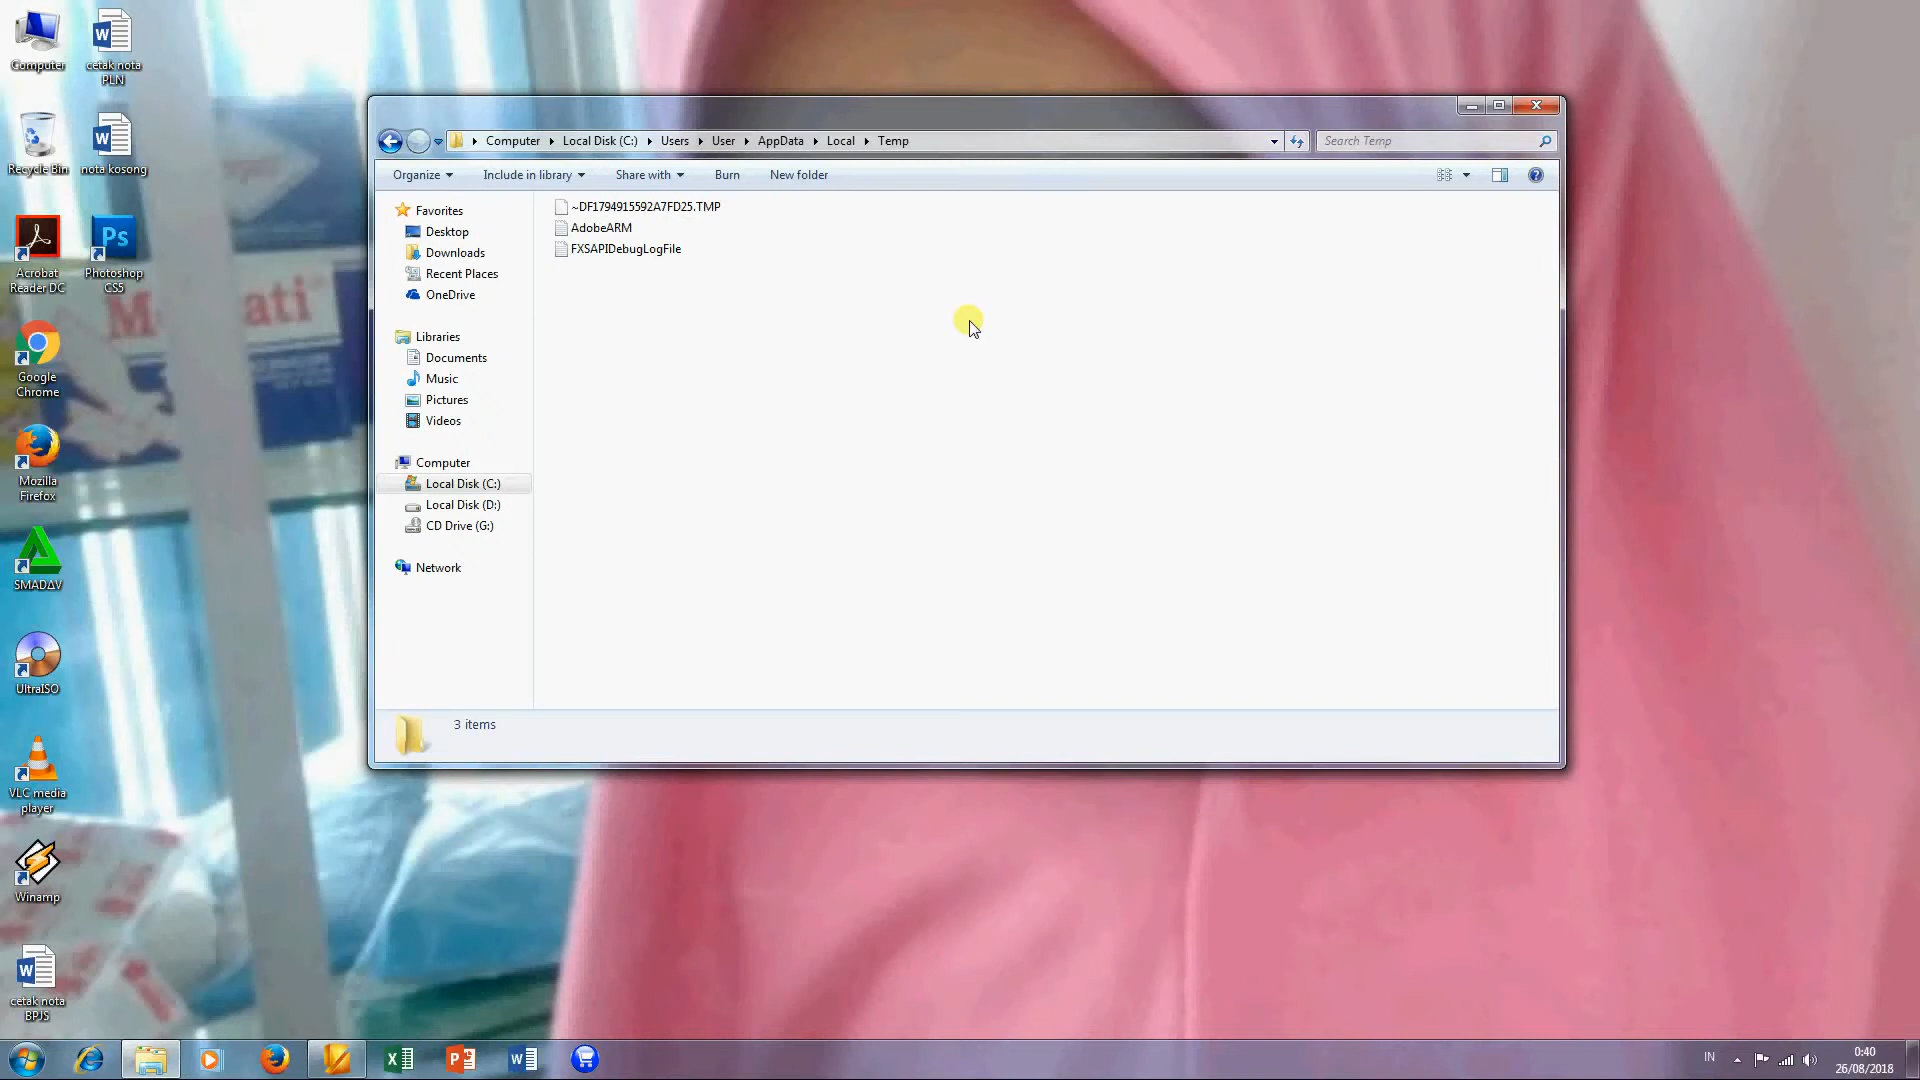 Computer
cetak nota
PLN
Recycle Bin
nota kosong
Acrobat
Reader DC
Ps
Photoshop
CS5
Google
Chrome
Mozilla
Firefox
SMADΔV
UltraISO
VLC media
player
Winamp
cetak nota
BPJS
Computer
Local Disk (C:)
Users
User
AppData
Local
Temp
Search Temp
Organize
Include in library
Share with
Burn
New folder
Favorites
Desktop
Downloads
Recent Places
OneDrive
Libraries
Documents
Music
Pictures
Videos
Computer
Local Disk (C:)
Local Disk (D:)
CD Drive (G:)
Network
~DF1794915592A7FD25.TMP
AdobeARM
FXSAPIDebugLogFile
3 items
IN
0:40
26/08/2018